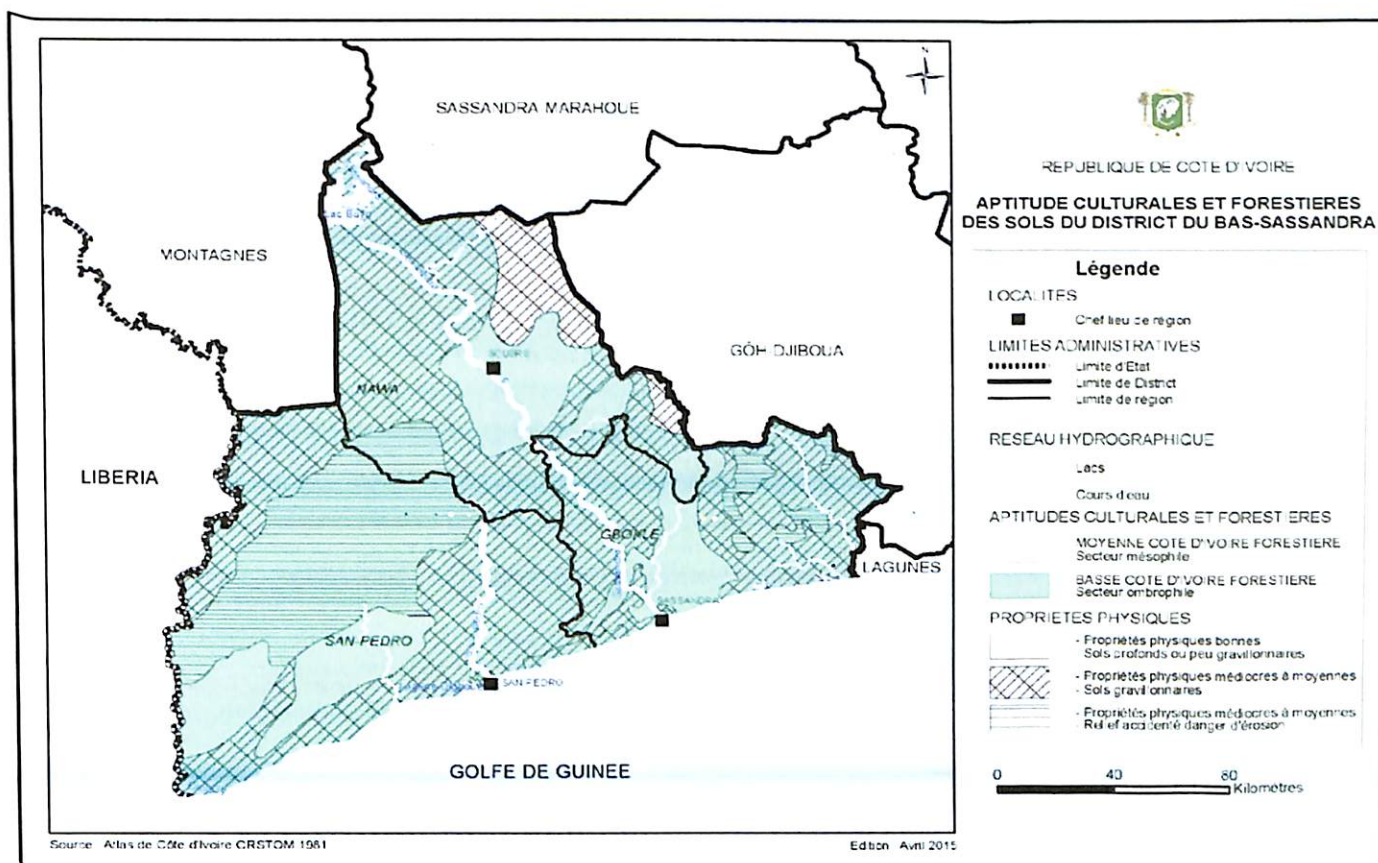 N
SASSANDRA MARAHOUE
Lac Buyo
MONTAGNES
GÔH DJIBOUA
SOUBRE
NAWA
LIBERIA
GBOKLE
LAGUNES
SASSANDRA
SAN-PEDRO
SAN PEDRO
GOLFE DE GUINEE
Source : Atlas de Côte d'Ivoire CRSTOM 1981
Edition : Avril 2015
REPUBLIQUE DE COTE D'IVOIRE
APTITUDE CULTURALES ET FORESTIERES
DES SOLS DU DISTRICT DU BAS-SASSANDRA
Légende
LOCALITES
Chef lieu de région
LIMITES ADMINISTRATIVES
Limite d'Etat
Limite de District
Limite de région
RESEAU HYDROGRAPHIQUE
Lacs
Cours d'eau
APTITUDES CULTURALES ET FORESTIERES
MOYENNE COTE D'IVOIRE FORESTIERE
Secteur mésophile
BASSE COTE D'IVOIRE FORESTIERE
Secteur ombrophile
PROPRIETES PHYSIQUES
- Propriétés physiques bonnes
- Sols profonds ou peu gravillonnaires
- Propriétés physiques médiocres à moyennes
- Sols gravillonnaires
- Propriétés physiques médiocres à moyennes
- Relief accidenté danger d'érosion
0 40 80
Kilomètres